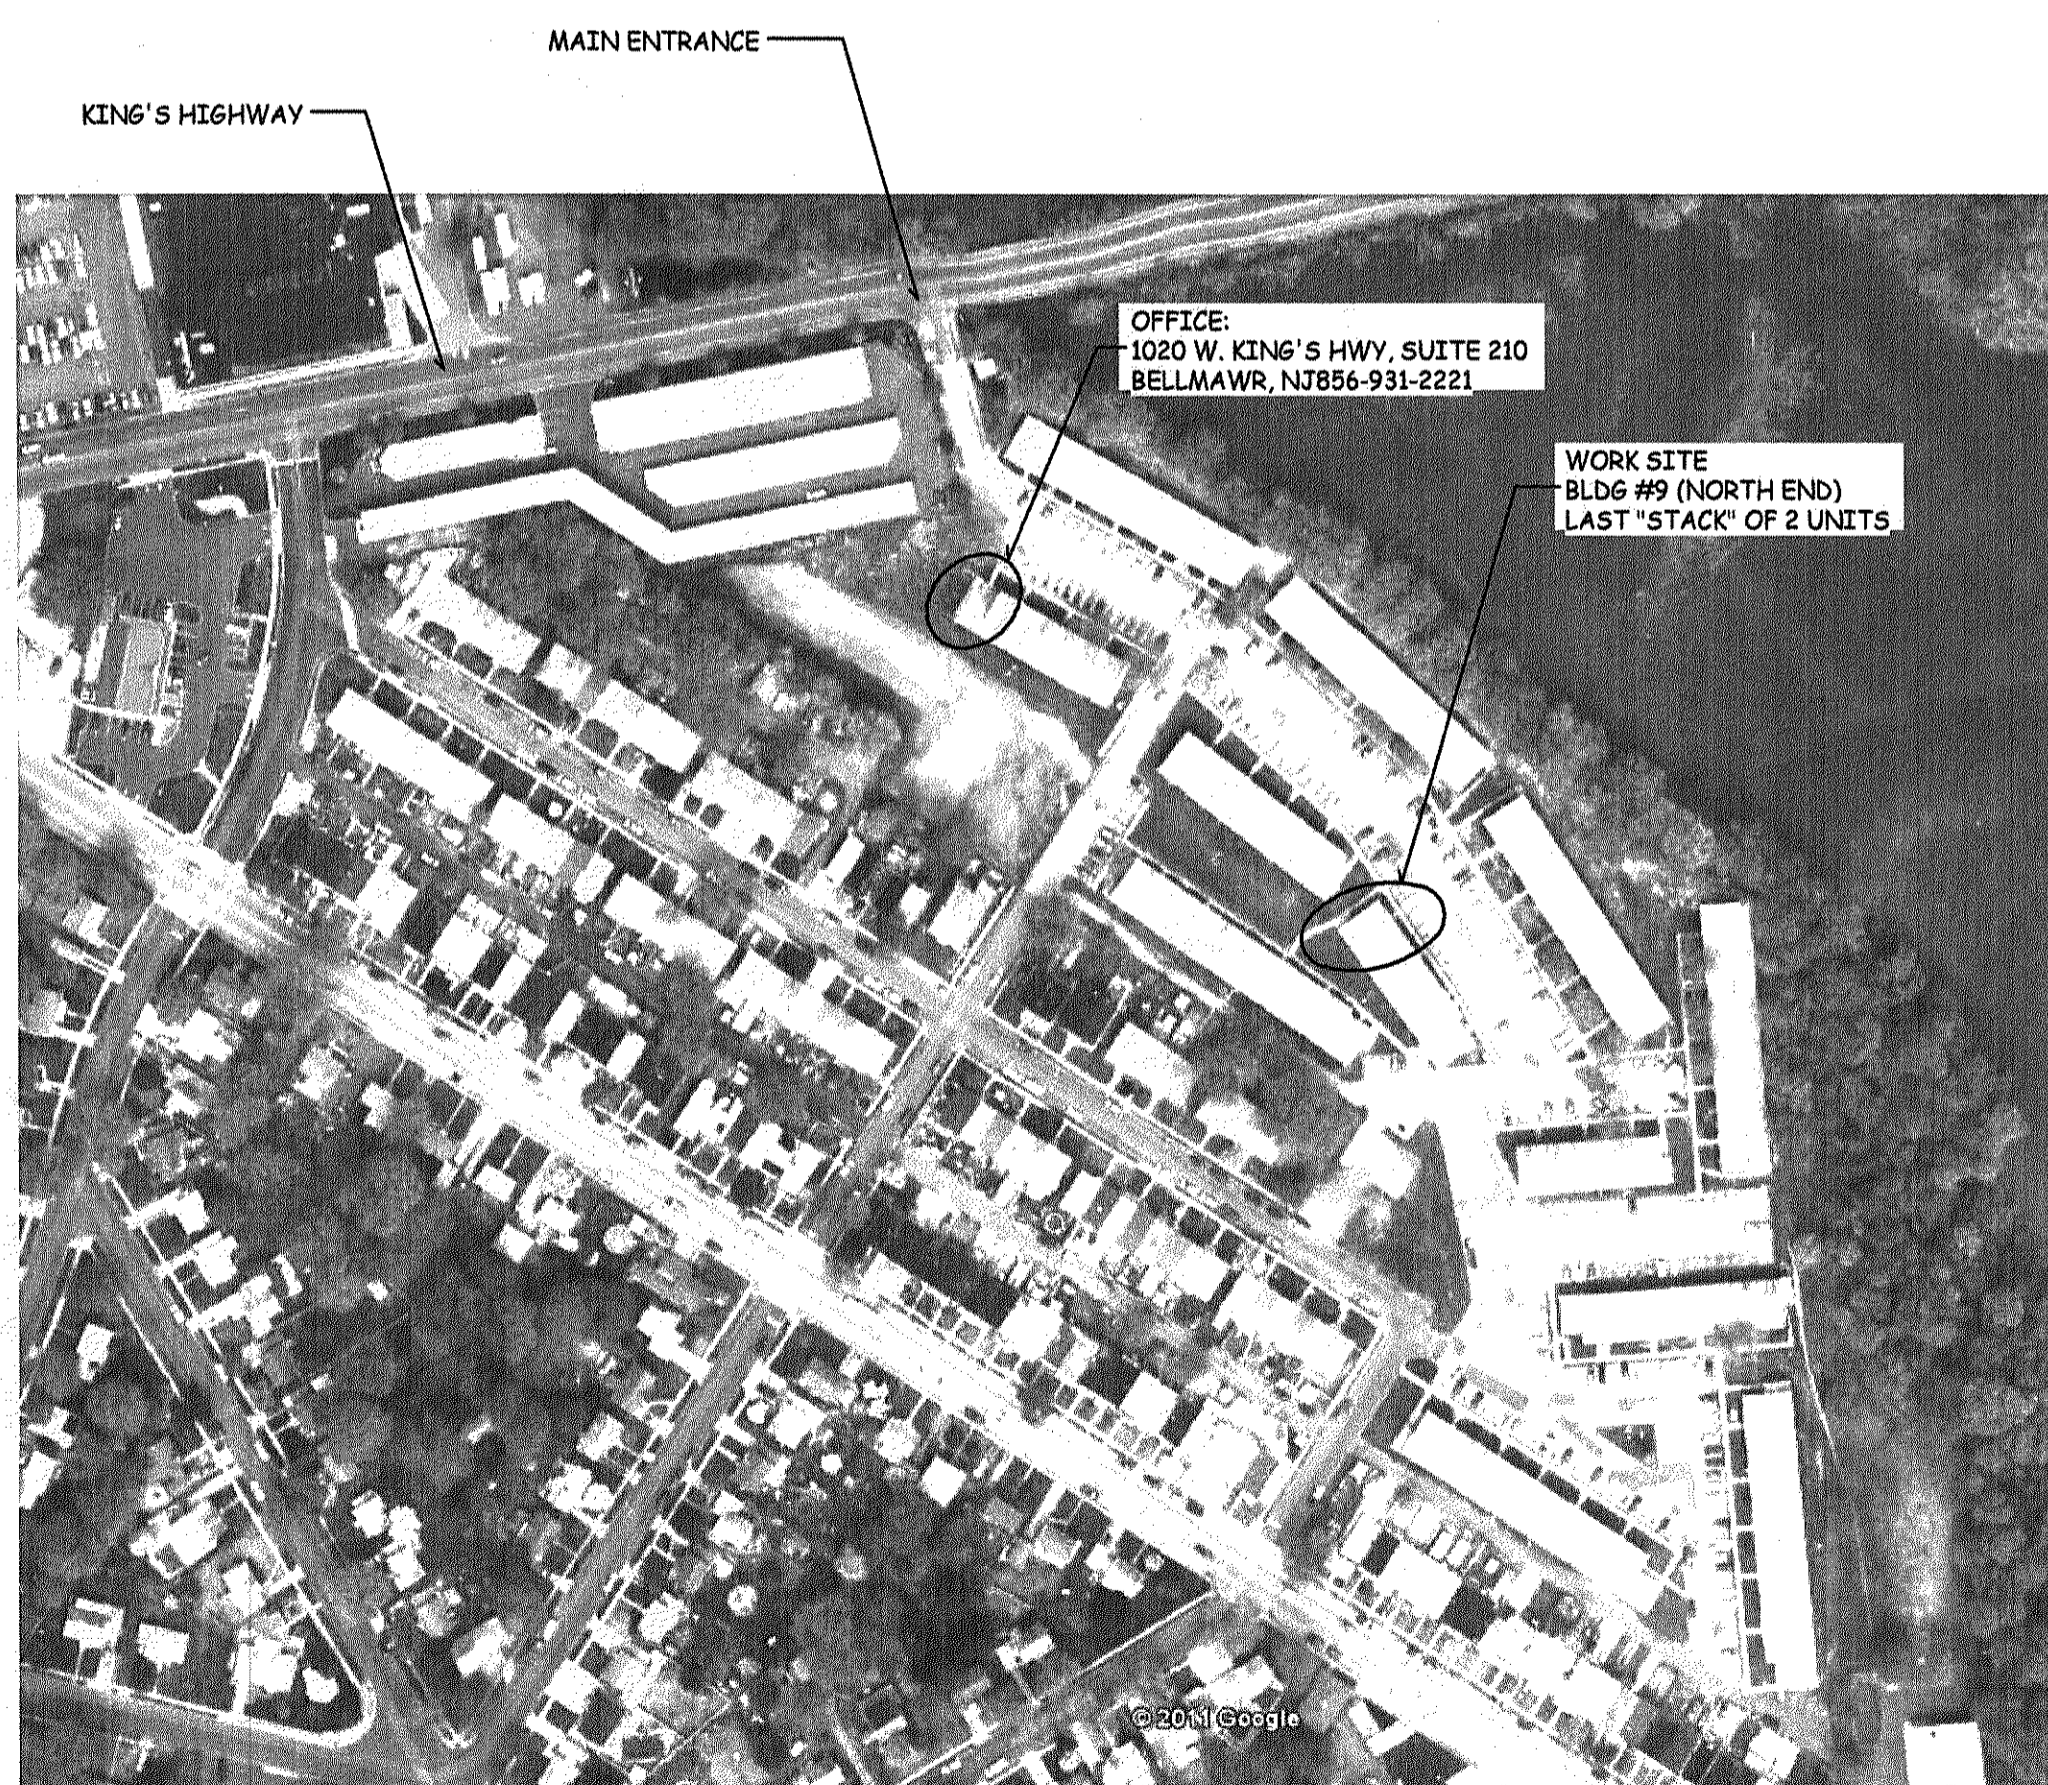 MAIN ENTRANCE
KING'S HIGHWAY
OFFICE:
1020 W. KING'S HWY, SUITE 210
BELLMAWR, NJ856-931-2221
WORK SITE
BLDG #9 (NORTH END)
LAST "STACK" OF 2 UNITS
© 2011 Google